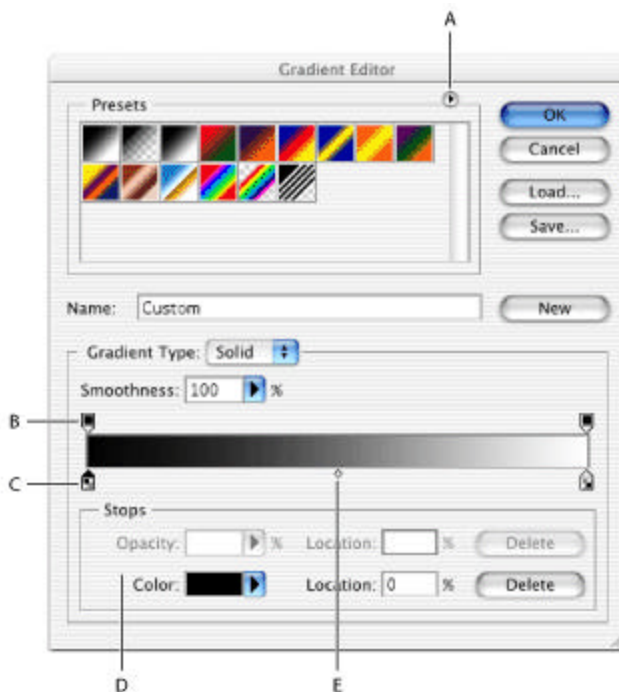 A
Gradient Editor
Presets
OK
Cancel
Load...
Save...
Name: Custom
New
Gradient Type: Solid
Smoothness: 100 %
B
C
Stops
Opacity: % Location: % Delete
Color: Location: 0 % Delete
D
E